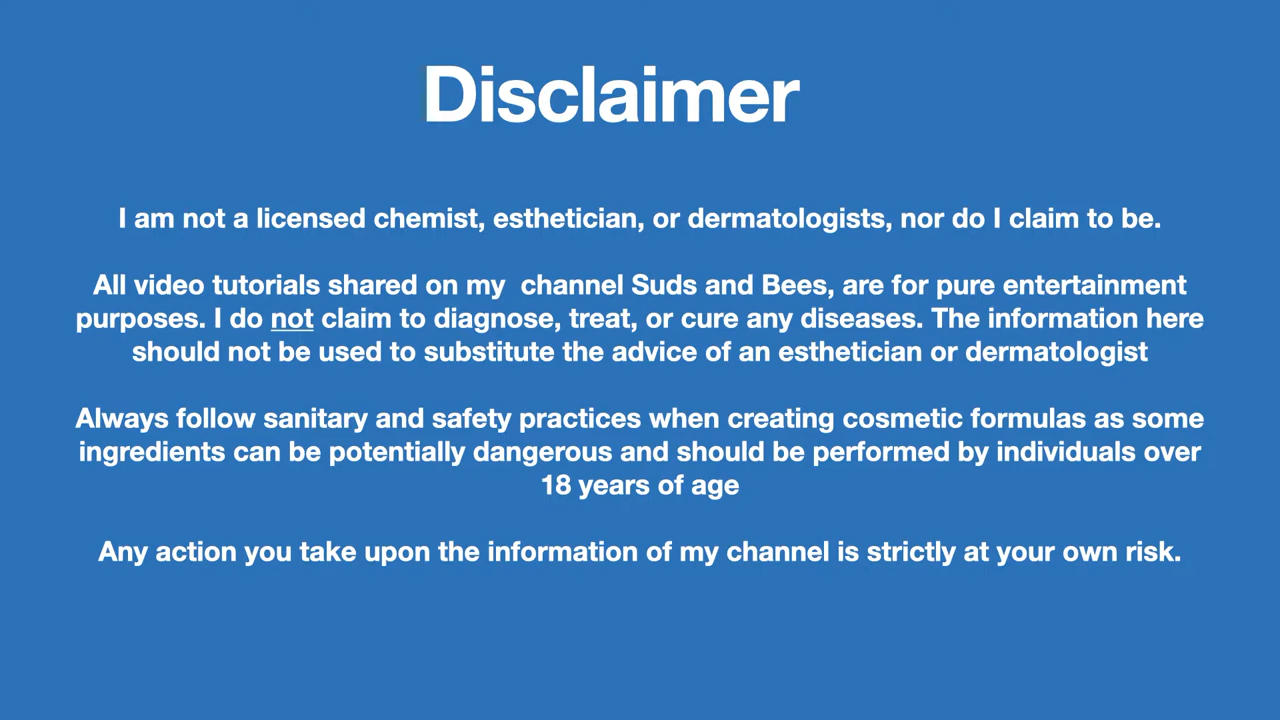 Disclaimer
I am not a licensed chemist, esthetician, or dermatologists, nor do I claim to be.
All video tutorials shared on my  channel Suds and Bees, are for pure entertainment
purposes. I do not claim to diagnose, treat, or cure any diseases. The information here
should not be used to substitute the advice of an esthetician or dermatologist
Always follow sanitary and safety practices when creating cosmetic formulas as some
ingredients can be potentially dangerous and should be performed by individuals over
18 years of age
Any action you take upon the information of my channel is strictly at your own risk.